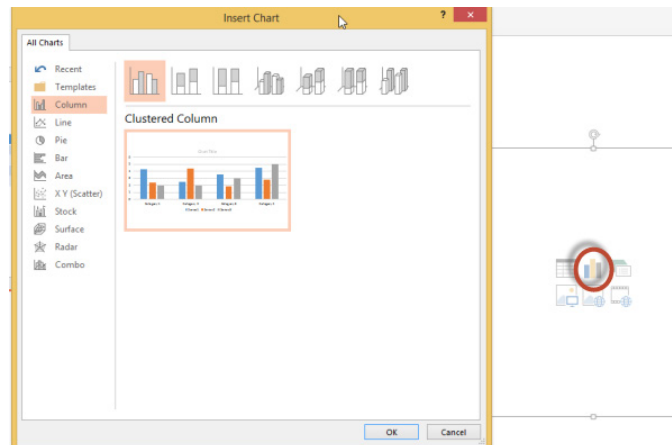 Insert Chart
?
All Charts
Recent
Templates
Column
Line
Pie
Bar
Area
X Y (Scatter)
Stock
Surface
Radar
Combo
Clustered Column
OK
Cancel